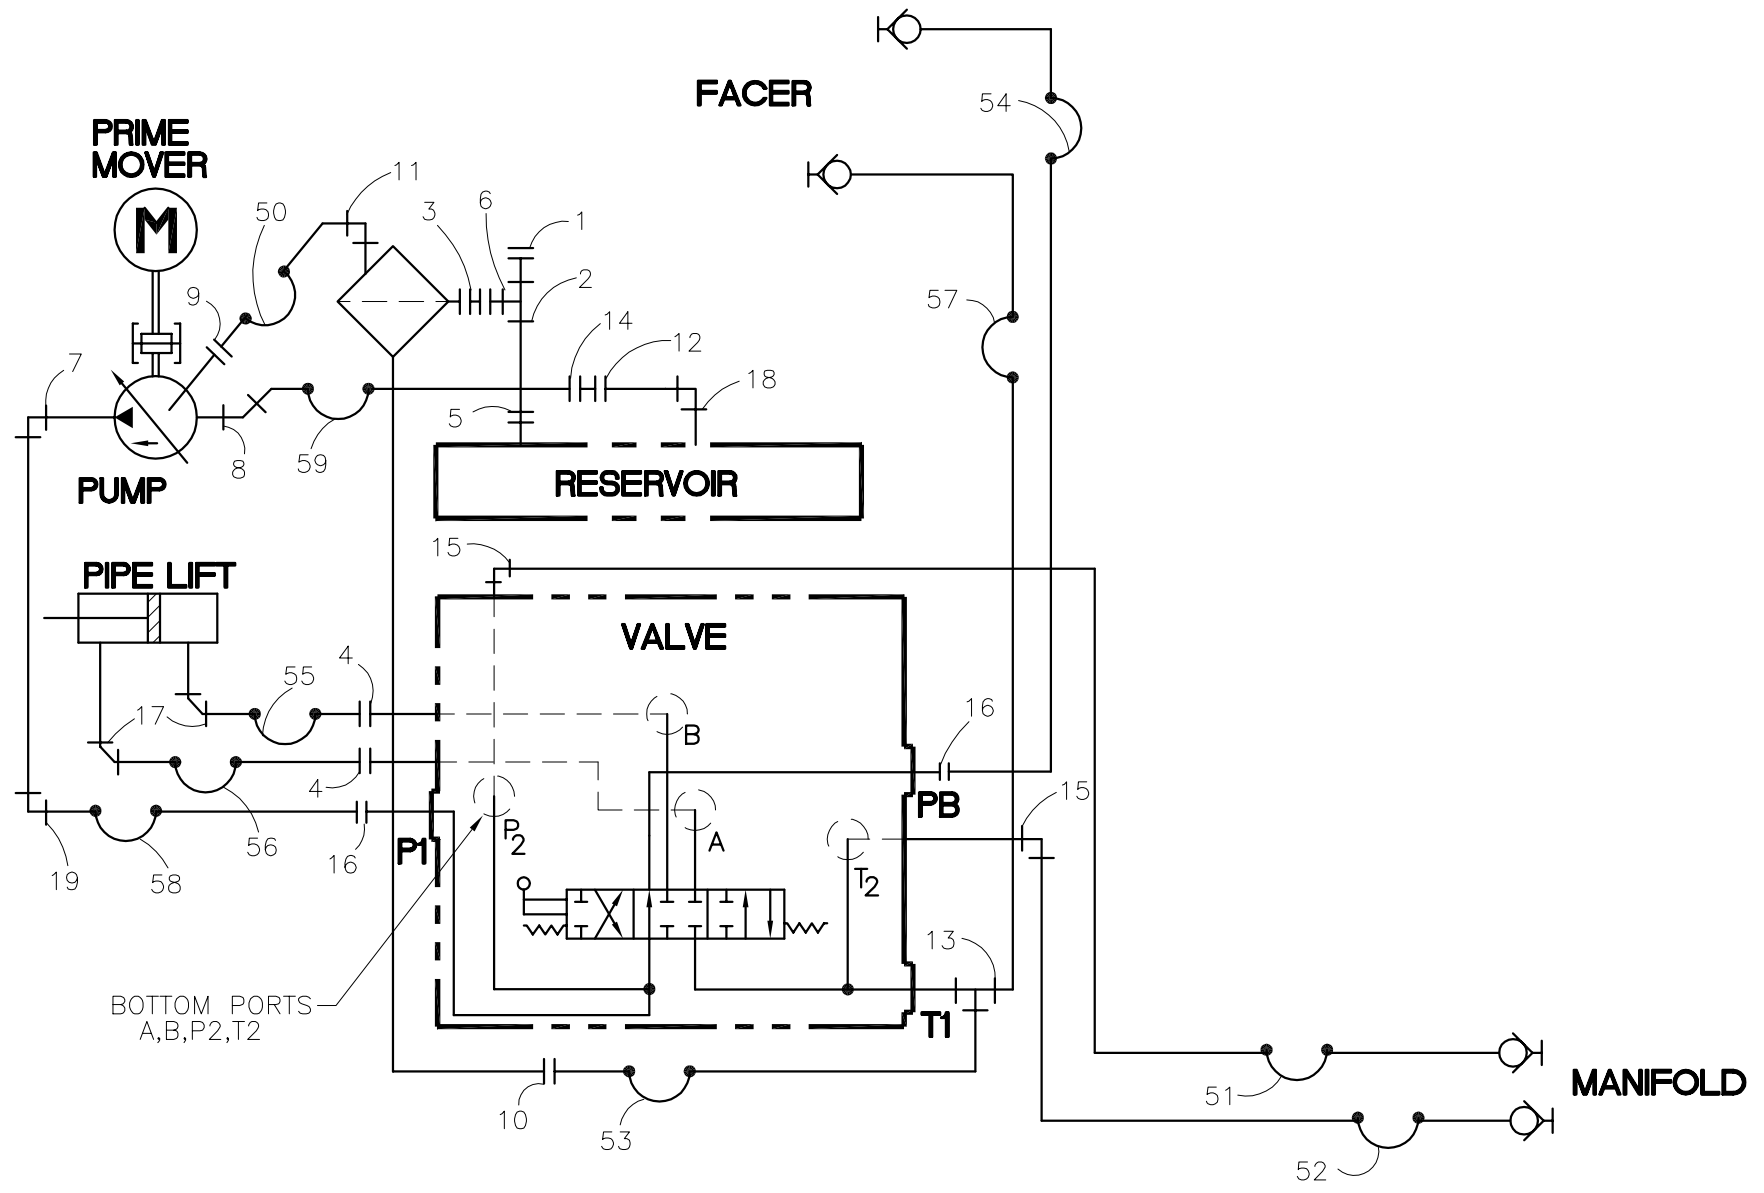 FACER
54
PRIME
MOVER
M
11
50
3
6
1
2
9
57
14
12
7
18
5
8
59
PUMP
RESERVOIR
15
PIPE LIFT
VALVE
4
55
17
B
16
4
15
PB
56
P2
A
P1
16
T2
19
58
13
BOTTOM PORTS
A,B,P2,T2
T1
10
53
51
MANIFOLD
52